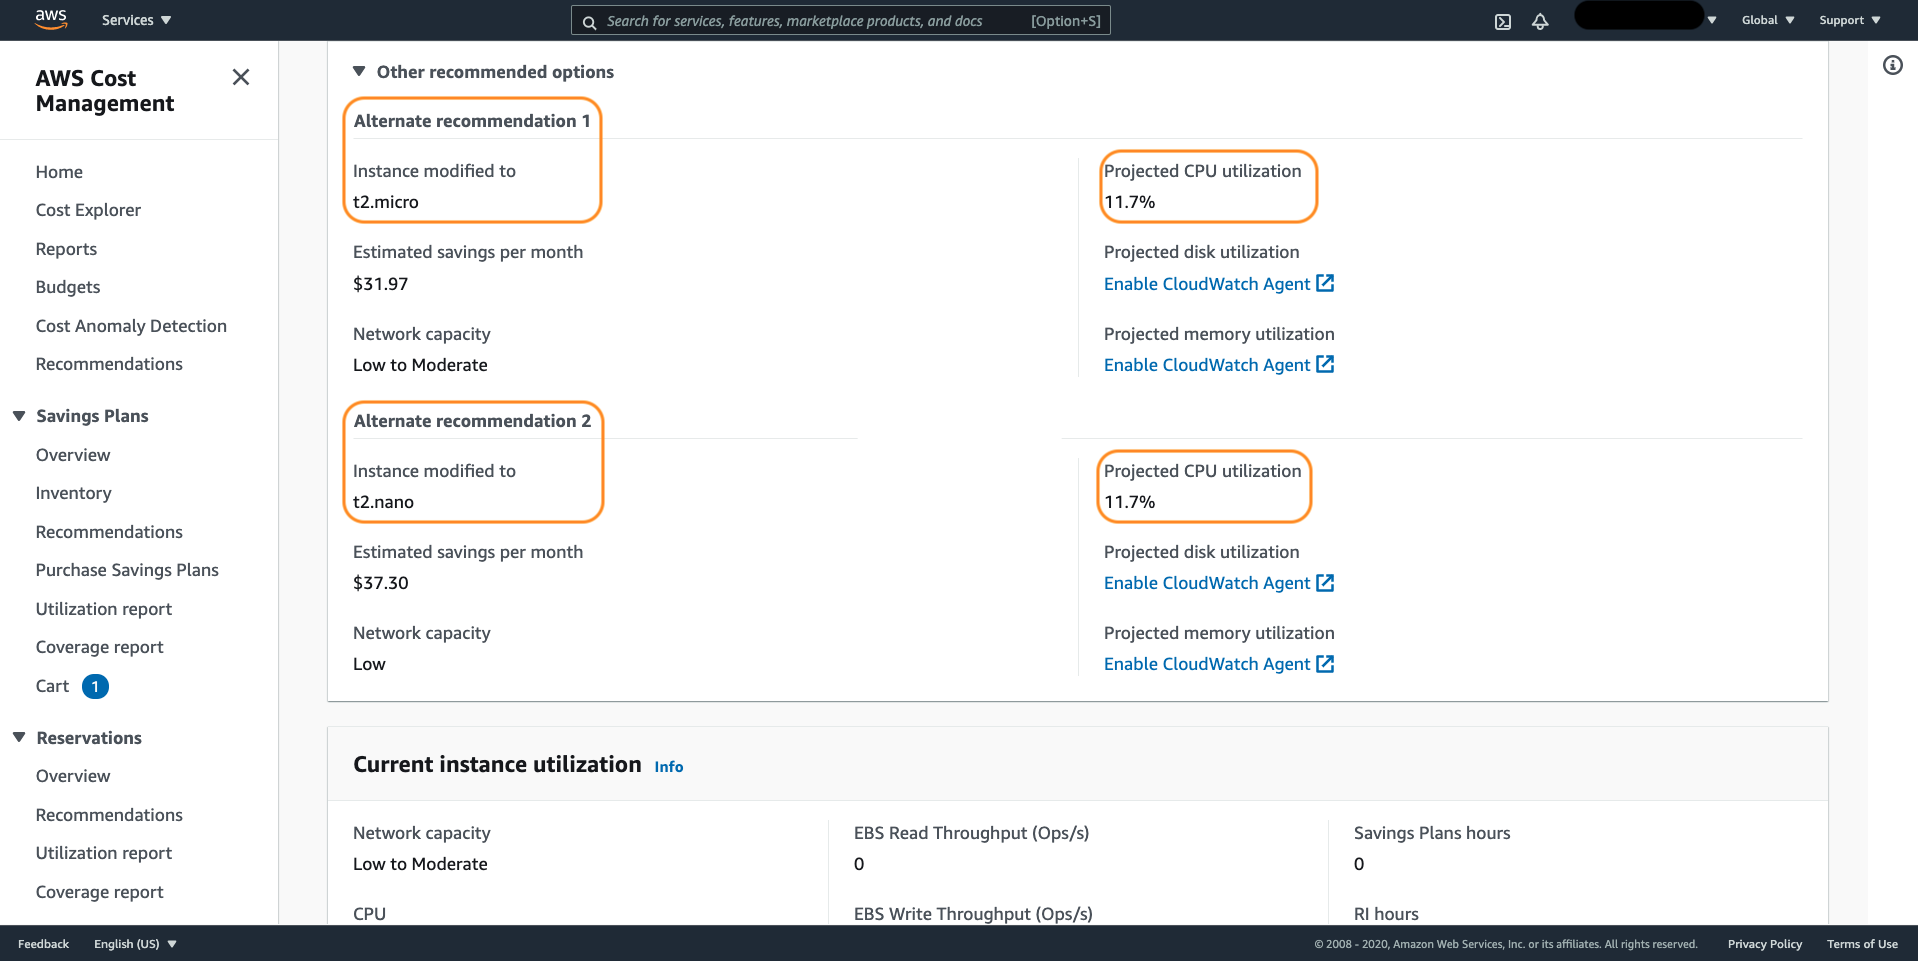 aws
Services
Search for services, features, marketplace products, and docs
[Option+S]
Global
Support
AWS Cost
Management
Home
Cost Explorer
Reports
Budgets
Cost Anomaly Detection
Recommendations
Savings Plans
Overview
Inventory
Recommendations
Purchase Savings Plans
Utilization report
Coverage report
Cart 1
Reservations
Overview
Recommendations
Utilization report
Coverage report
Other recommended options
Alternate recommendation 1
Instance modified to
t2.micro
Estimated savings per month
$31.97
Network capacity
Low to Moderate
Projected CPU utilization
11.7%
Projected disk utilization
Enable CloudWatch Agent
Projected memory utilization
Enable CloudWatch Agent
Alternate recommendation 2
Instance modified to
t2.nano
Estimated savings per month
$37.30
Network capacity
Low
Projected CPU utilization
11.7%
Projected disk utilization
Enable CloudWatch Agent
Projected memory utilization
Enable CloudWatch Agent
Current instance utilization Info
Network capacity
Low to Moderate
CPU
EBS Read Throughput (Ops/s)
0
EBS Write Throughput (Ops/s)
Savings Plans hours
0
RI hours
Feedback
English (US)
© 2008 - 2020, Amazon Web Services, Inc. or its affiliates. All rights reserved.
Privacy Policy
Terms of Use